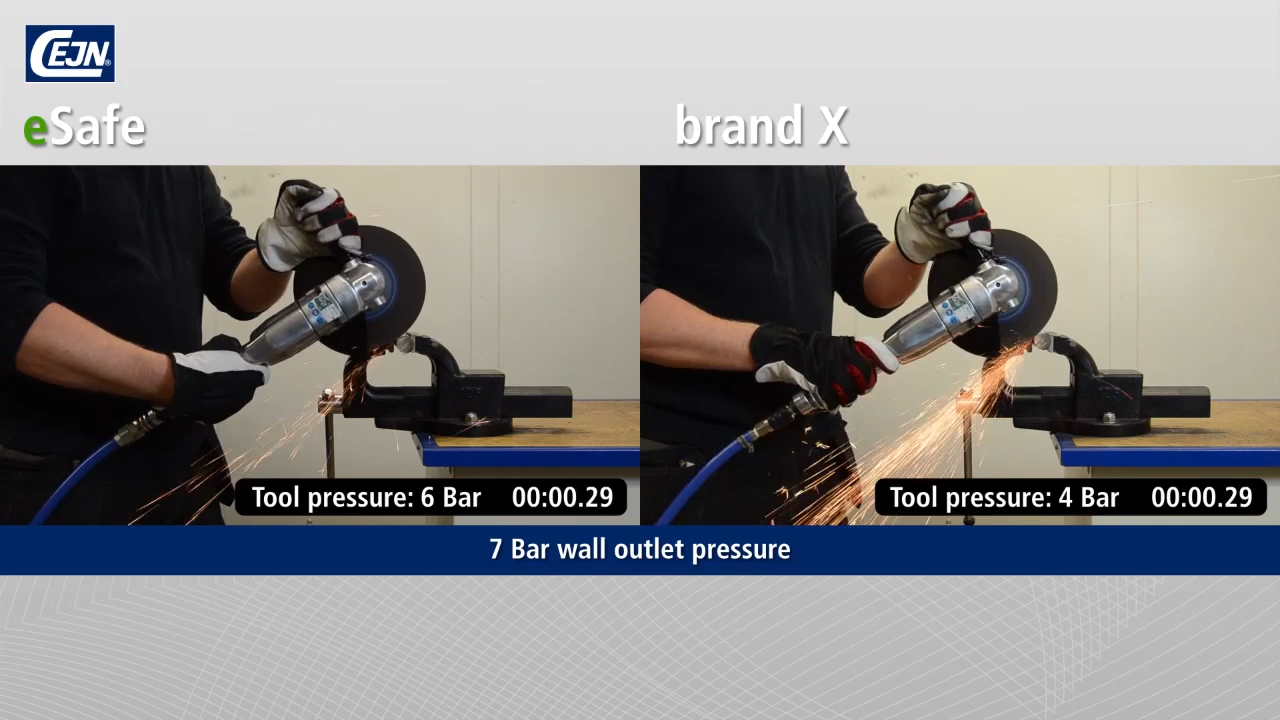 CEJN®
eSafe
brand X
Tool pressure: 6 Bar 00:00.29
Tool pressure: 4 Bar 00:00.29
7 Bar wall outlet pressure